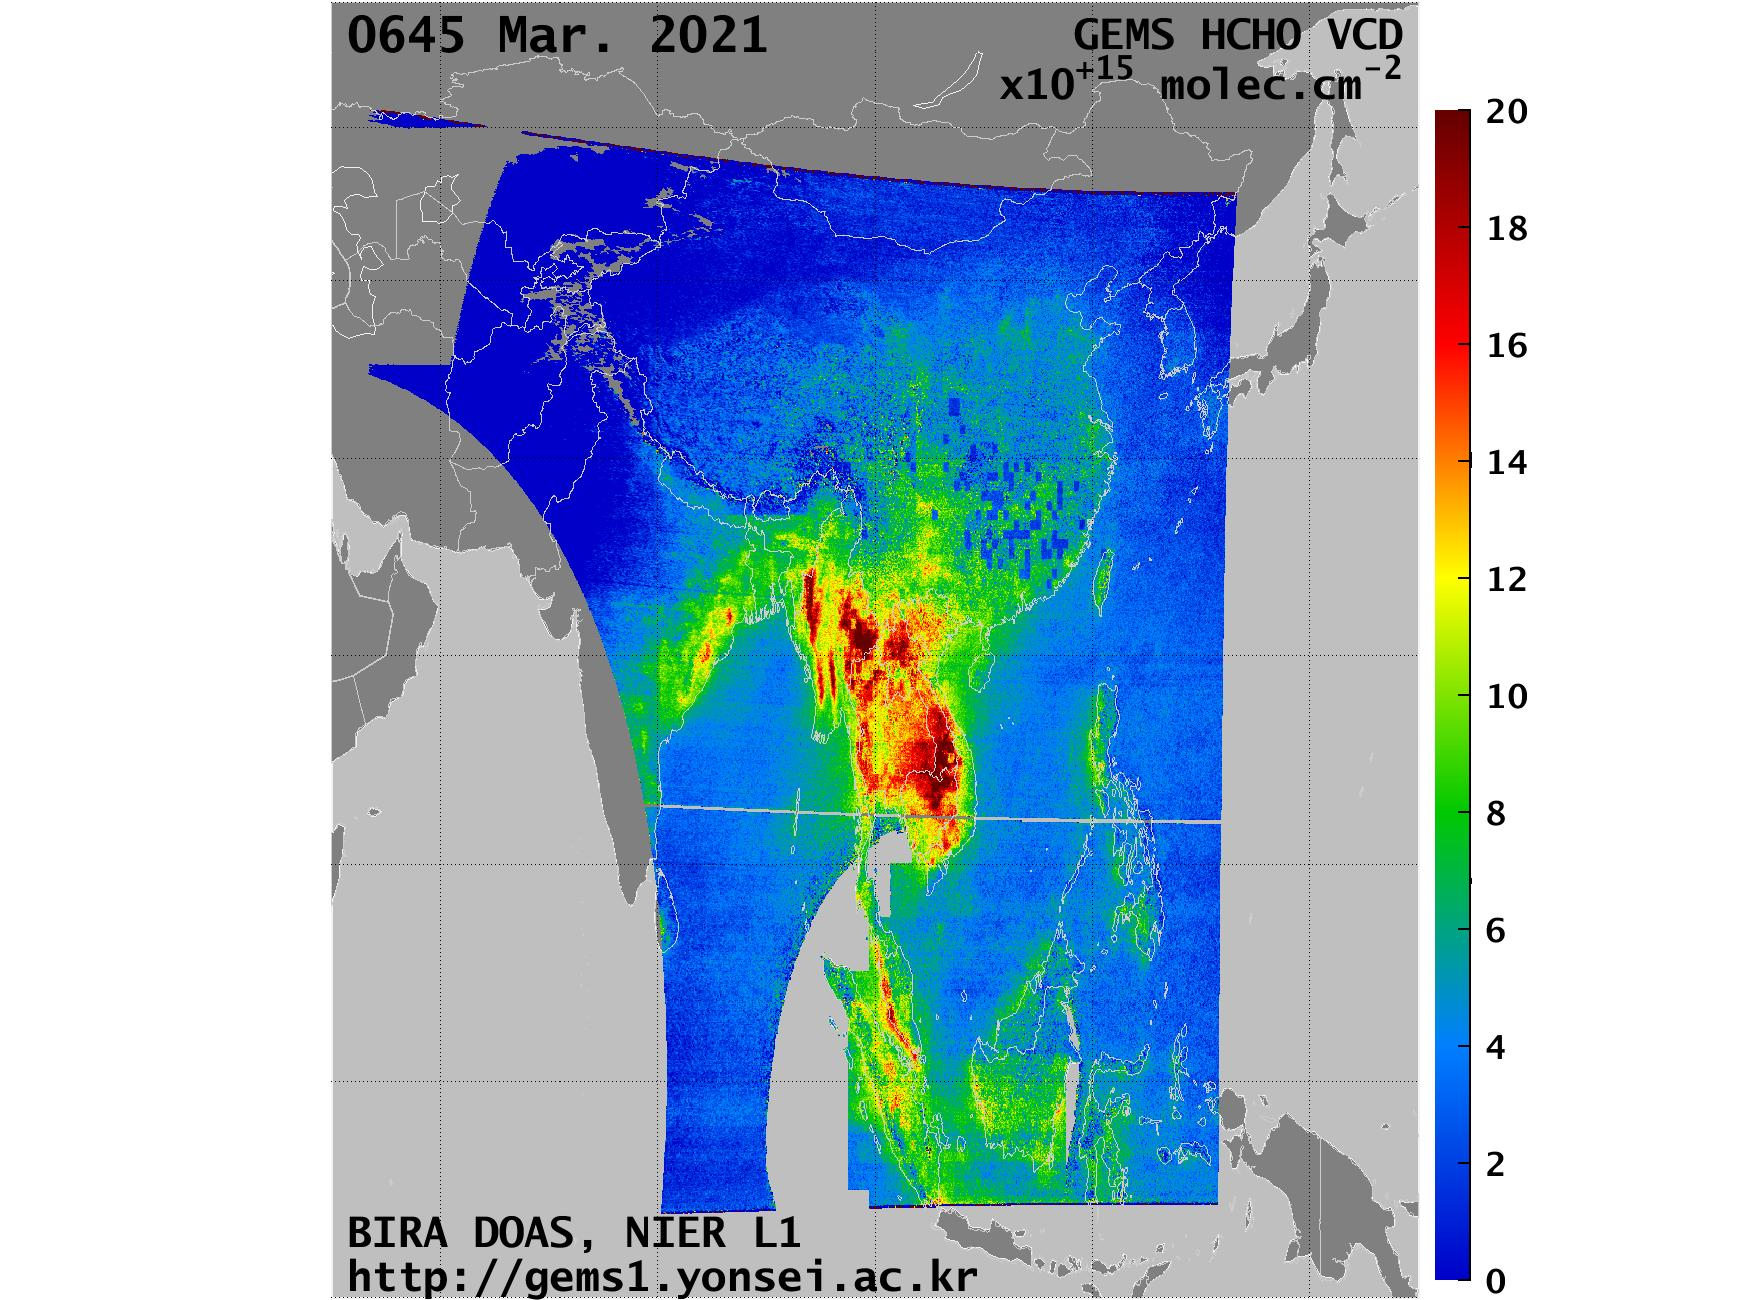 0645 Mar. 2021
GEMS HCHO VCD
x10+15 molec.cm-2
20
18
16
14
12
10
8
6
4
2
0
BIRA DOAS, NIER L1
http://gems1.yonsei.ac.kr